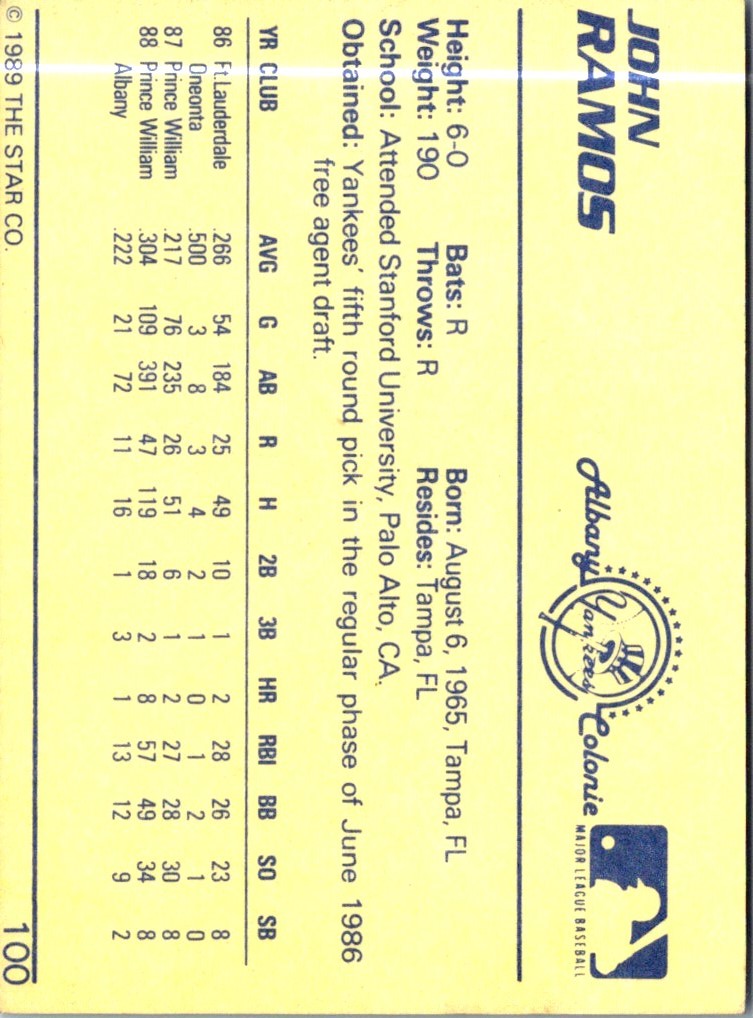 JOHN
RAMOS
Albany Yankees Colonie
MAJOR LEAGUE BASEBALL
Height: 6-0 Bats: R Born: August 6, 1965, Tampa, FL
Weight: 190 Throws: R Resides: Tampa, FL
School: Attended Stanford University, Palo Alto, CA.
Obtained: Yankees' fifth round pick in the regular phase of June 1986
free agent draft.
YR CLUB AVG G AB R H 2B 3B HR RBI BB SO SB
86 Ft.Lauderdale .266 54 184 25 49 10 1 2 28 26 23 8
Oneonta .500 3 8 3 4 2 1 0 1 2 1 0
87 Prince William .217 76 235 26 51 6 1 2 27 28 30 8
88 Prince William .304 109 391 47 119 18 2 8 57 49 34 8
Albany .222 21 72 11 16 1 3 1 13 12 9 2
© 1989 THE STAR CO. 100